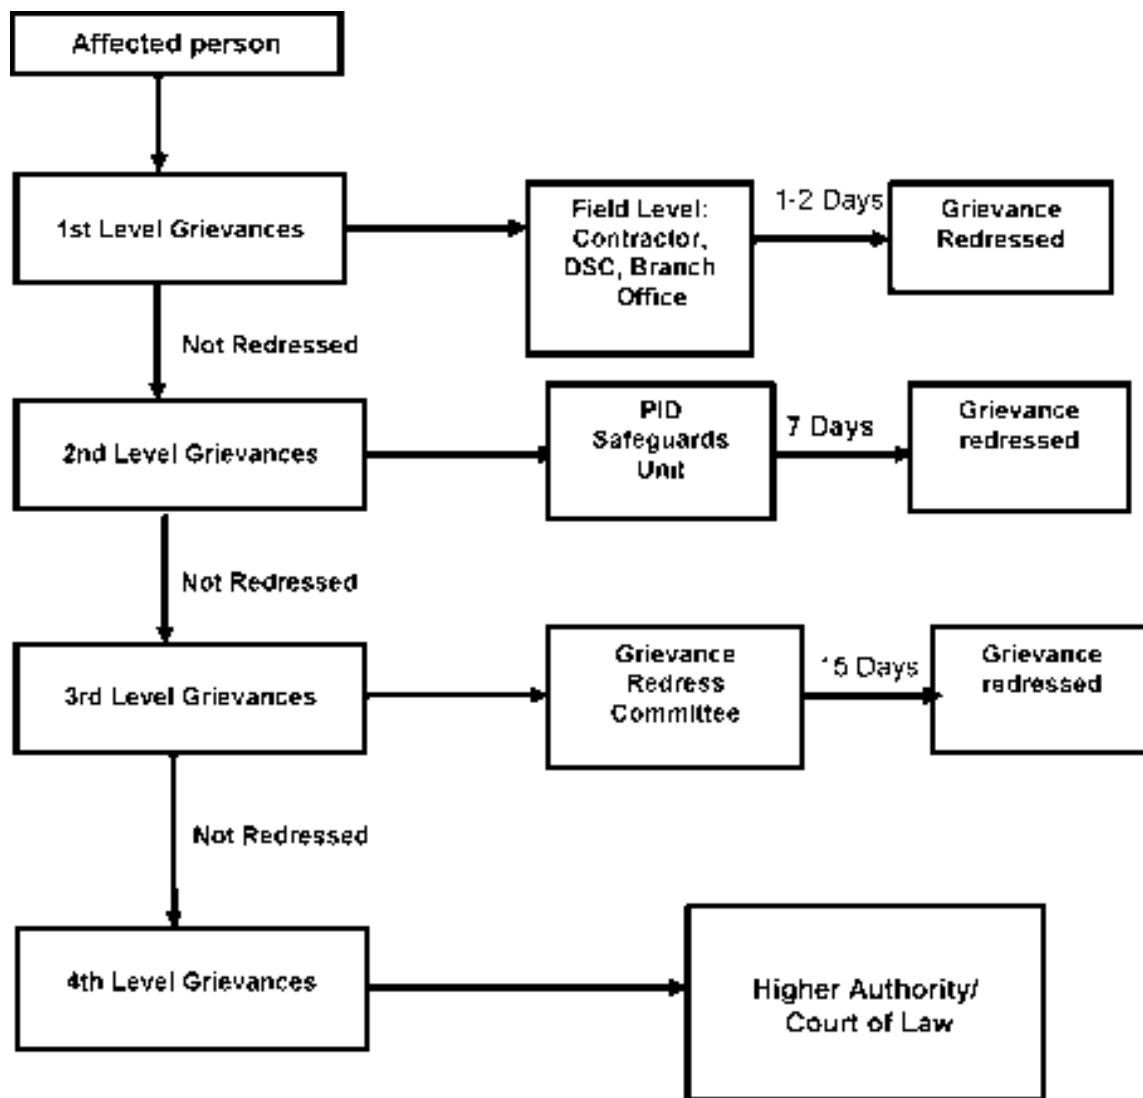 Affected person
1st Level Grievances
Field Level:
Contractor,
DSC, Branch
Office
1-2 Days
Grievance
Redressed
Not Redressed
2nd Level Grievances
PID
Safeguards
Unit
7 Days
Grievance
redressed
Not Redressed
3rd Level Grievances
Grievance
Redress
Committee
15 Days
Grievance
redressed
Not Redressed
4th Level Grievances
Higher Authority/
Court of Law